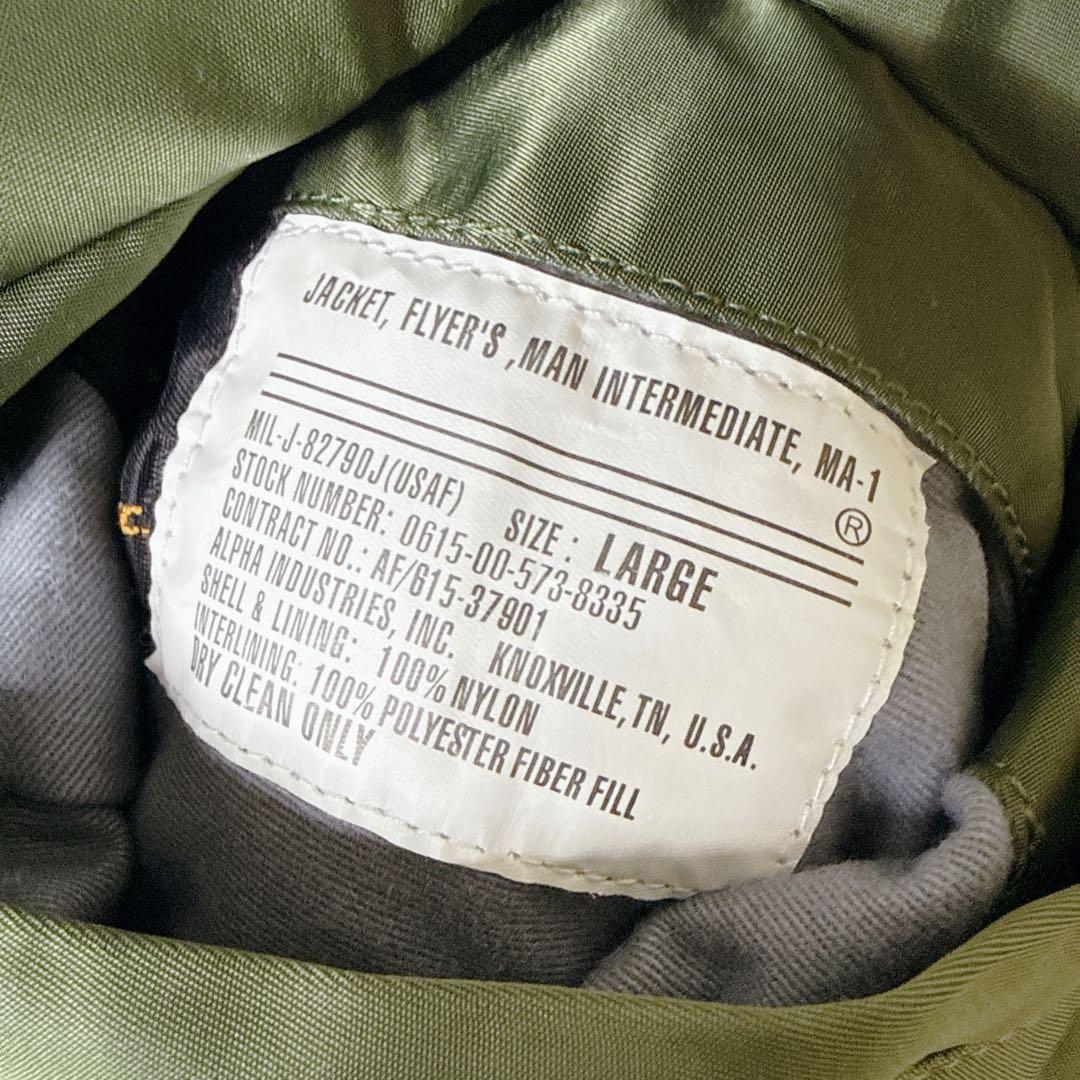 JACKET, FLYER'S ,MAN INTERMEDIATE, MA-1
®
MIL-J-82790J(USAF) SIZE: LARGE
STOCK NUMBER: 0615-00-573-8335
CONTRACT NO.: AF/615-37901
ALPHA INDUSTRIES, INC. KNOXVILLE,TN, U.S.A.
SHELL & LINING: 100% NYLON
INTERLINING: 100% POLYESTER FIBER FILL
DRY CLEAN ONLY